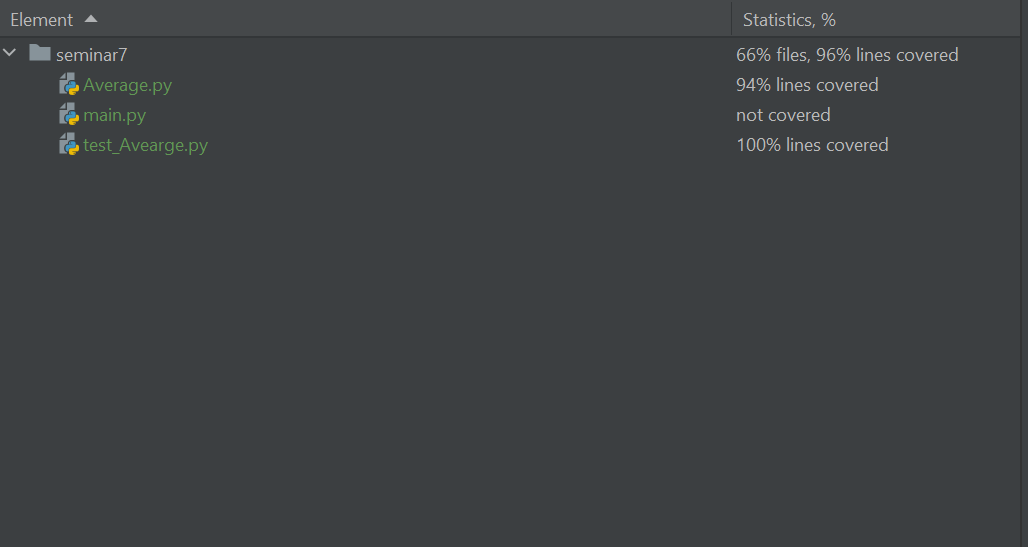 Element Statistics, %
seminar7 66% files, 96% lines covered
Average.py 94% lines covered
main.py not covered
test_Avearge.py 100% lines covered